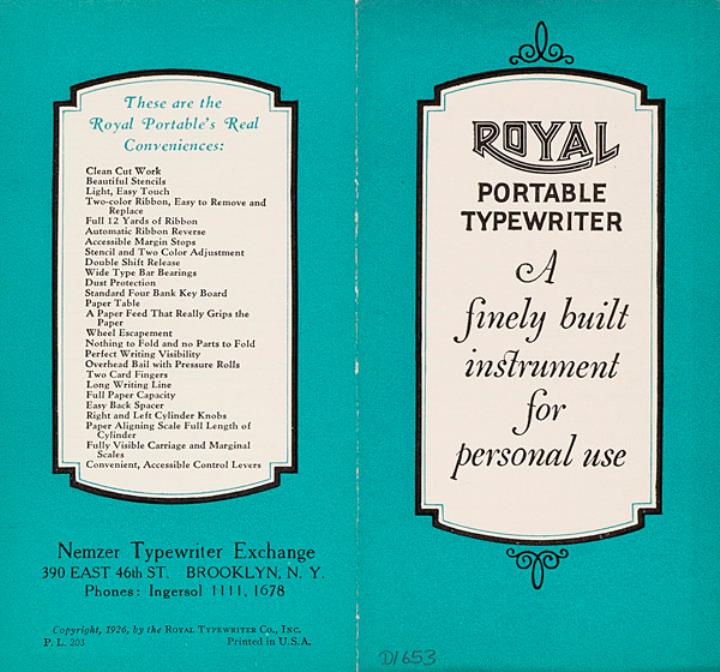 These are the
Royal Portable's Real
Conveniences:
Clean Cut Work
Beautiful Stencils
Light, Easy Touch
Two-color Ribbon, Easy to Remove and
Replace
Full 12 Yards of Ribbon
Automatic Ribbon Reverse
Accessible Margin Stops
Stencil and Two Color Adjustment
Double Shift Release
Wide Type Bar Bearings
Dust Protection
Standard Four Bank Key Board
Paper Table
A Paper Feed That Really Grips the
Paper
Wheel Escapement
Nothing to Fold and no Parts to Fold
Perfect Writing Visibility
Overhead Bail with Pressure Rolls
Two Card Fingers
Long Writing Line
Full Paper Capacity
Easy Back Spacer
Right and Left Cylinder Knobs
Paper Aligning Scale Full Length of
Cylinder
Fully Visible Carriage and Marginal
Scales
Convenient, Accessible Control Levers
Nemzer Typewriter Exchange
390 EAST 46th ST. BROOKLYN, N. Y.
Phones: Ingersol 1111, 1678
Copyright, 1926, by the ROYAL TYPEWRITER CO., INC.
P. L. 203 Printed in U.S.A.
ROYAL
PORTABLE
TYPEWRITER
A
finely built
instrument
for
personal use
D1653